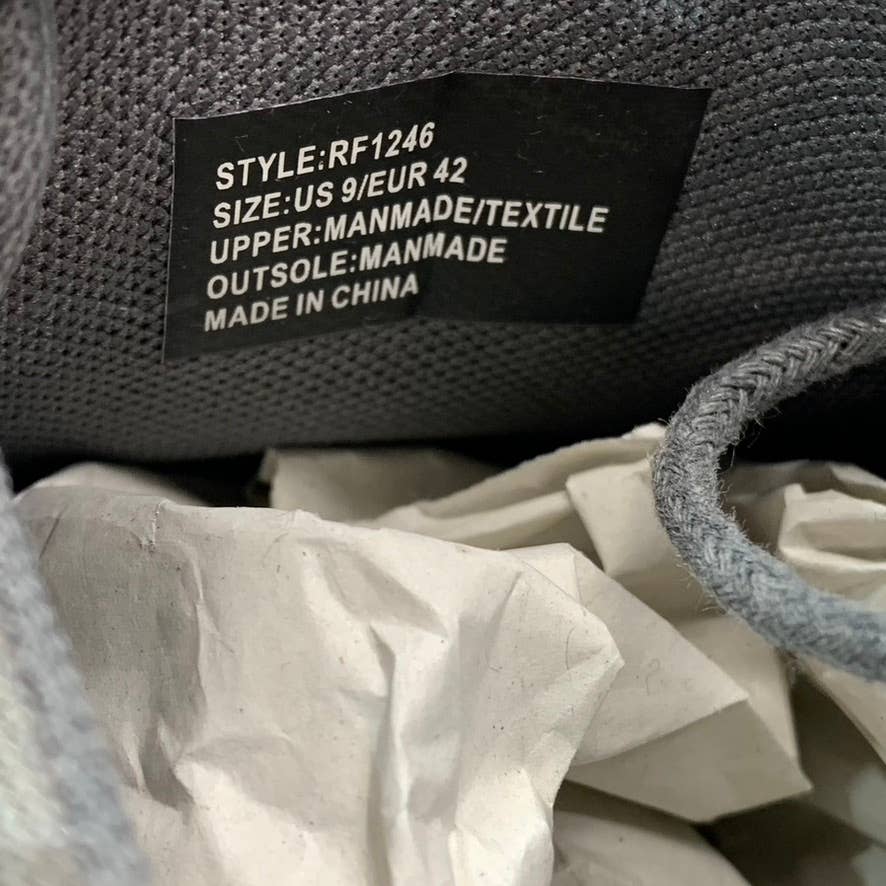 STYLE:RF1246
SIZE:US 9/EUR 42
UPPER:MANMADE/TEXTILE
OUTSOLE:MANMADE
MADE IN CHINA